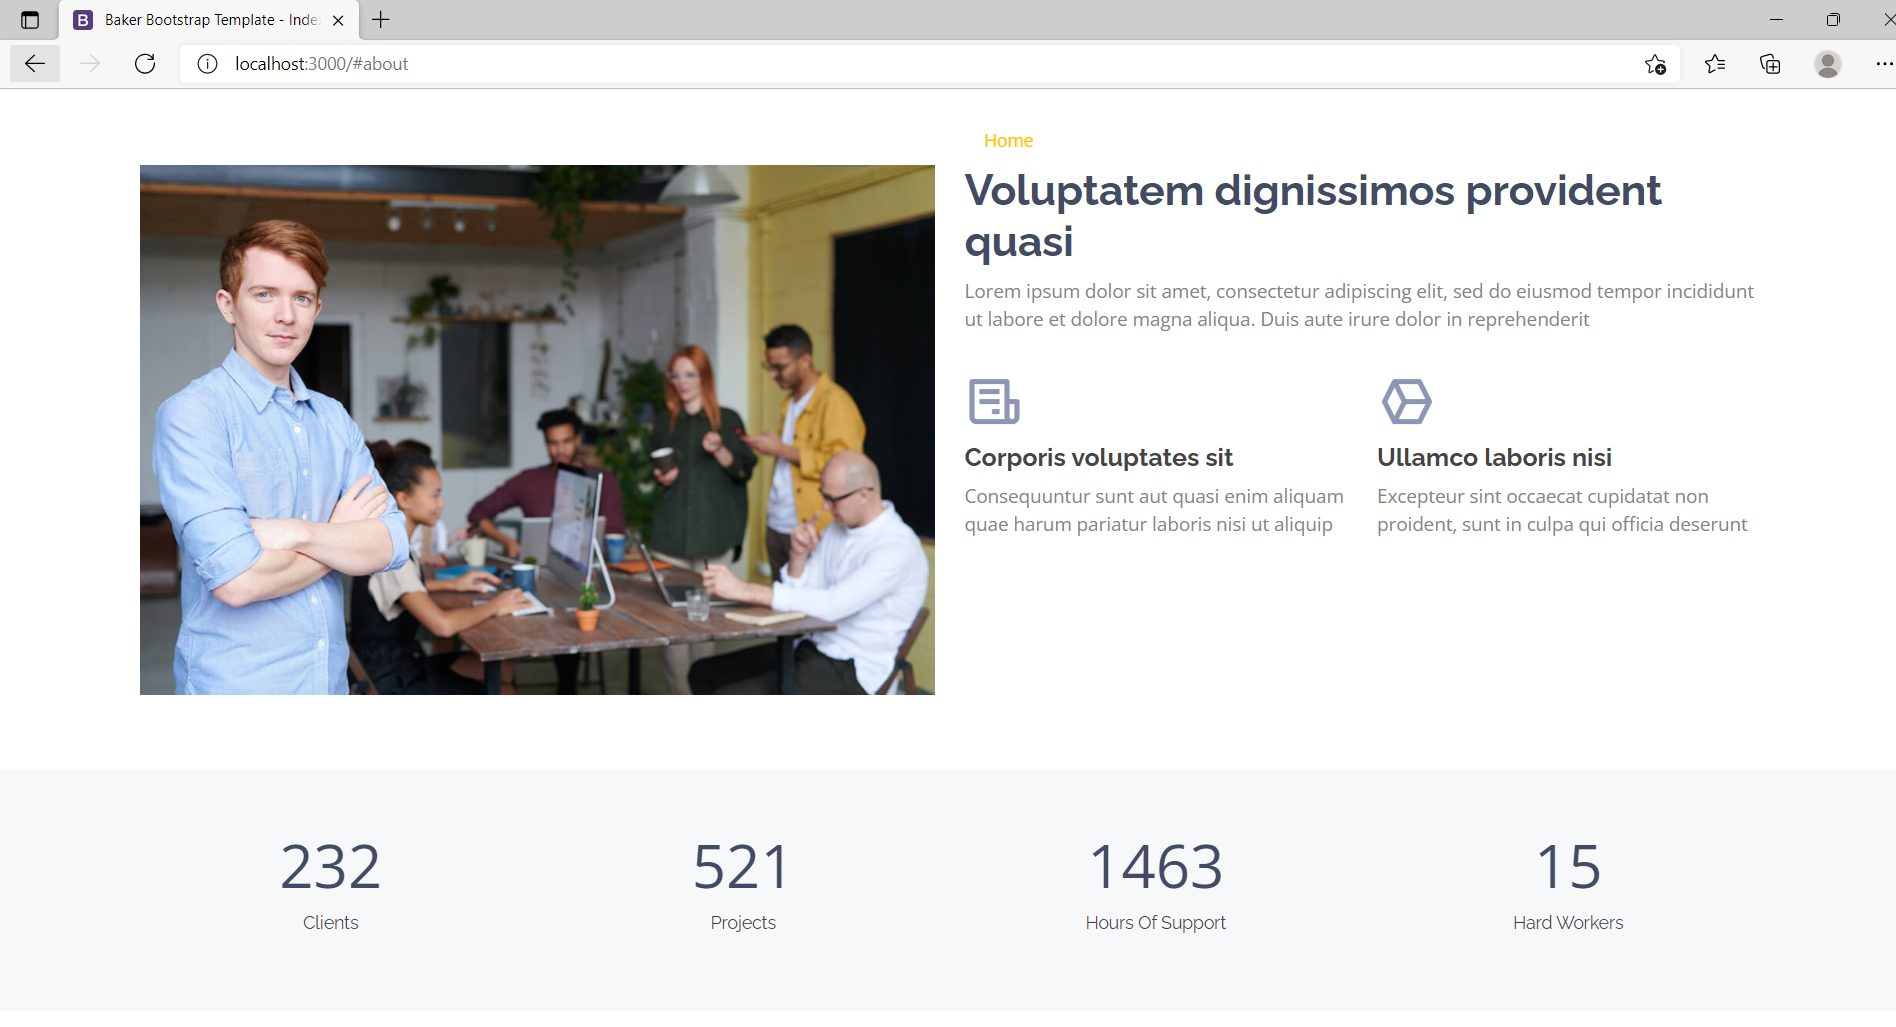 B Baker Bootstrap Template - Inde
localhost:3000/#about
Home
Voluptatem dignissimos provident
quasi
Lorem ipsum dolor sit amet, consectetur adipiscing elit, sed do eiusmod tempor incididunt
ut labore et dolore magna aliqua. Duis aute irure dolor in reprehenderit
Corporis voluptates sit
Consequuntur sunt aut quasi enim aliquam
quae harum pariatur laboris nisi ut aliquip
Ullamco laboris nisi
Excepteur sint occaecat cupidatat non
proident, sunt in culpa qui officia deserunt
232
Clients
521
Projects
1463
Hours Of Support
15
Hard Workers